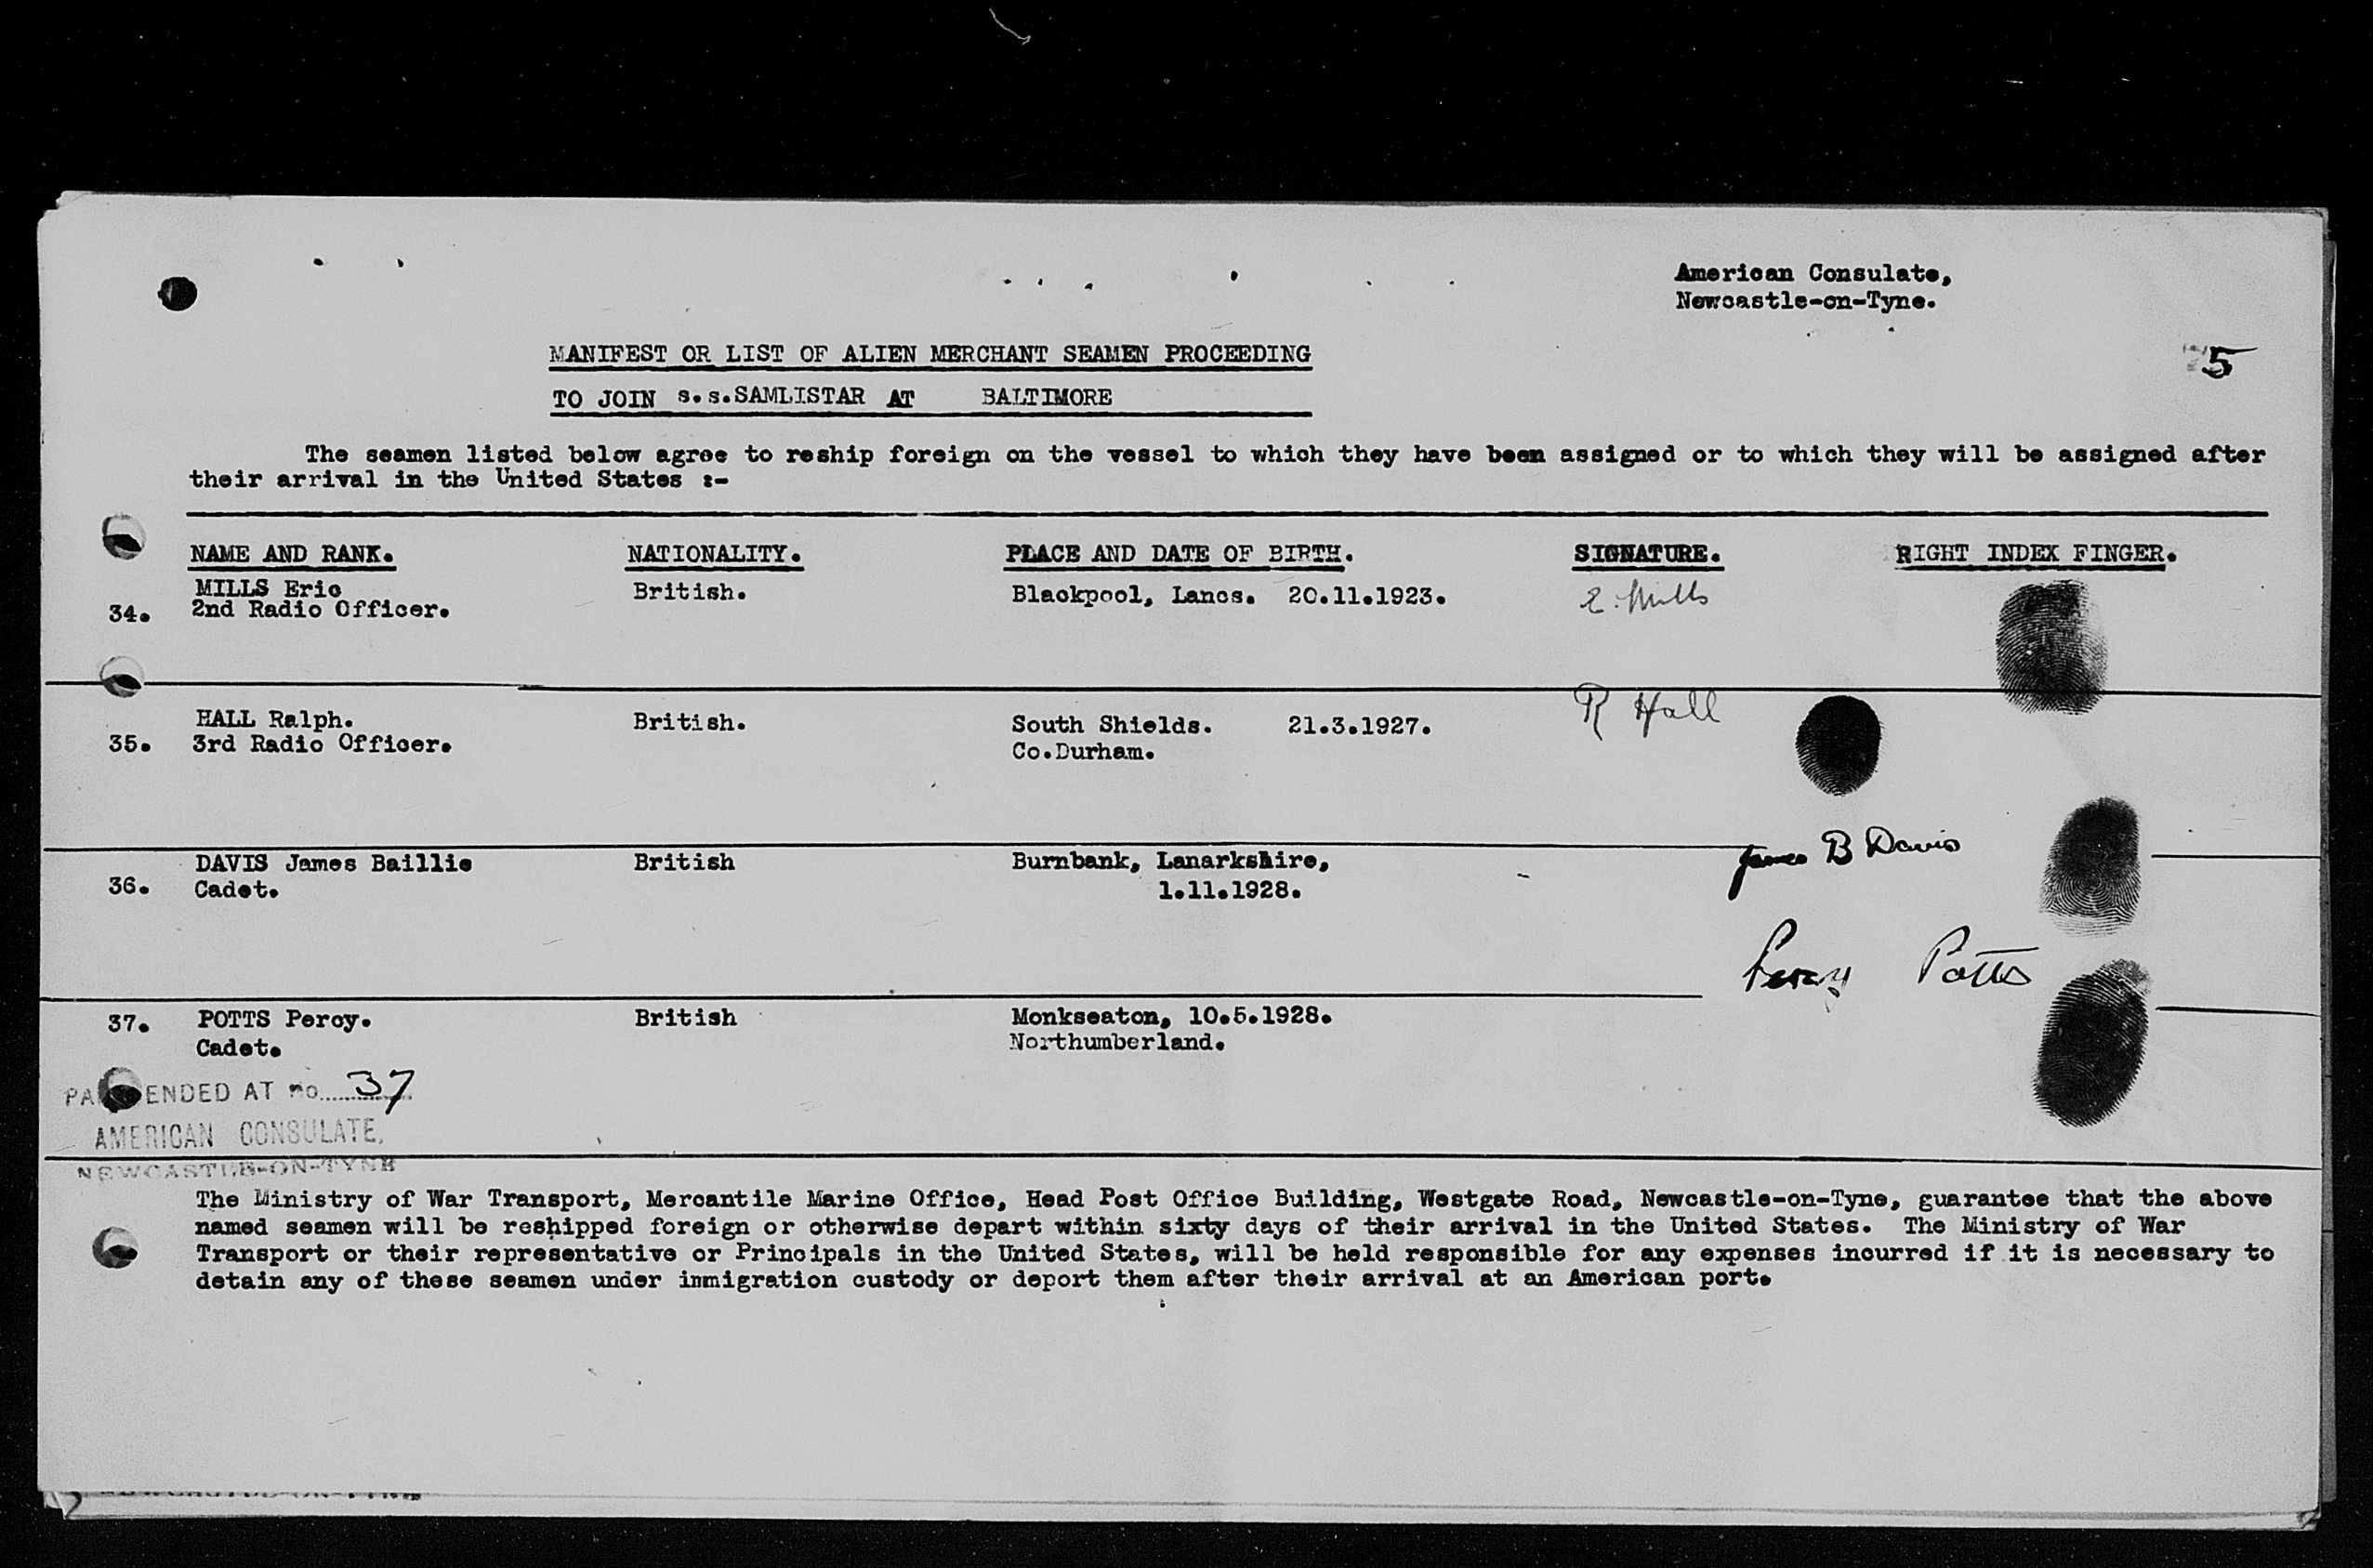 American Consulate,
Newcastle-on-Tyne.
5
MANIFEST OR LIST OF ALIEN MERCHANT SEAMEN PROCEEDING
TO JOIN s.s.SAMLISTAR AT BALTIMORE
The seamen listed below agree to reship foreign on the vessel to which they have been assigned or to which they will be assigned after
their arrival in the United States :-
NAME AND RANK. NATIONALITY. PLACE AND DATE OF BIRTH. SIGNATURE. RIGHT INDEX FINGER.
MILLS Eric British. Blackpool, Lancs. 20.11.1923. E. Mills
34. 2nd Radio Officer.
HALL Ralph. British. South Shields. 21.3.1927. R Hall
35. 3rd Radio Officer. Co.Durham.
DAVIS James Baillie British Burnbank, Lanarkshire, James B Davis
36. Cadet. 1.11.1928.
Percy Potts
37. POTTS Percy. British Monkseaton, 10.5.1928.
Cadet. Northumberland.
ENDED AT no. 37
AMERICAN CONSULATE.
NEWCASTLE-ON-TYNE
The Ministry of War Transport, Mercantile Marine Office, Head Post Office Building, Westgate Road, Newcastle-on-Tyne, guarantee that the above
named seamen will be reshipped foreign or otherwise depart within sixty days of their arrival in the United States. The Ministry of War
Transport or their representative or Principals in the United States, will be held responsible for any expenses incurred if it is necessary to
detain any of these seamen under immigration custody or deport them after their arrival at an American port.